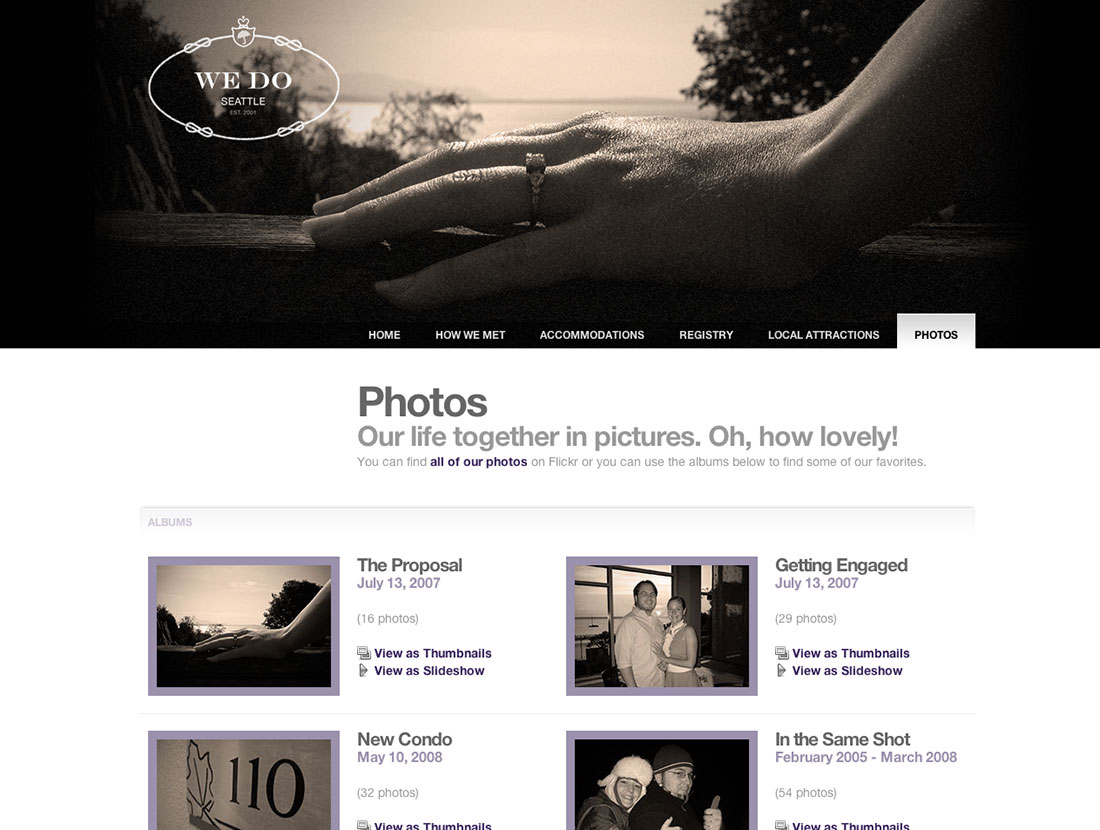 WE DO
SEATTLE
EST. 2001
HOME HOW WE MET ACCOMMODATIONS REGISTRY LOCAL ATTRACTIONS PHOTOS
Photos
Our life together in pictures. Oh, how lovely!
You can find all of our photos on Flickr or you can use the albums below to find some of our favorites.
ALBUMS
The Proposal
July 13, 2007
(16 photos)
View as Thumbnails
View as Slideshow
Getting Engaged
July 13, 2007
(29 photos)
View as Thumbnails
View as Slideshow
110
New Condo
May 10, 2008
(32 photos)
View as Thumbnails
In the Same Shot
February 2005 - March 2008
(54 photos)
View as Thumbnails